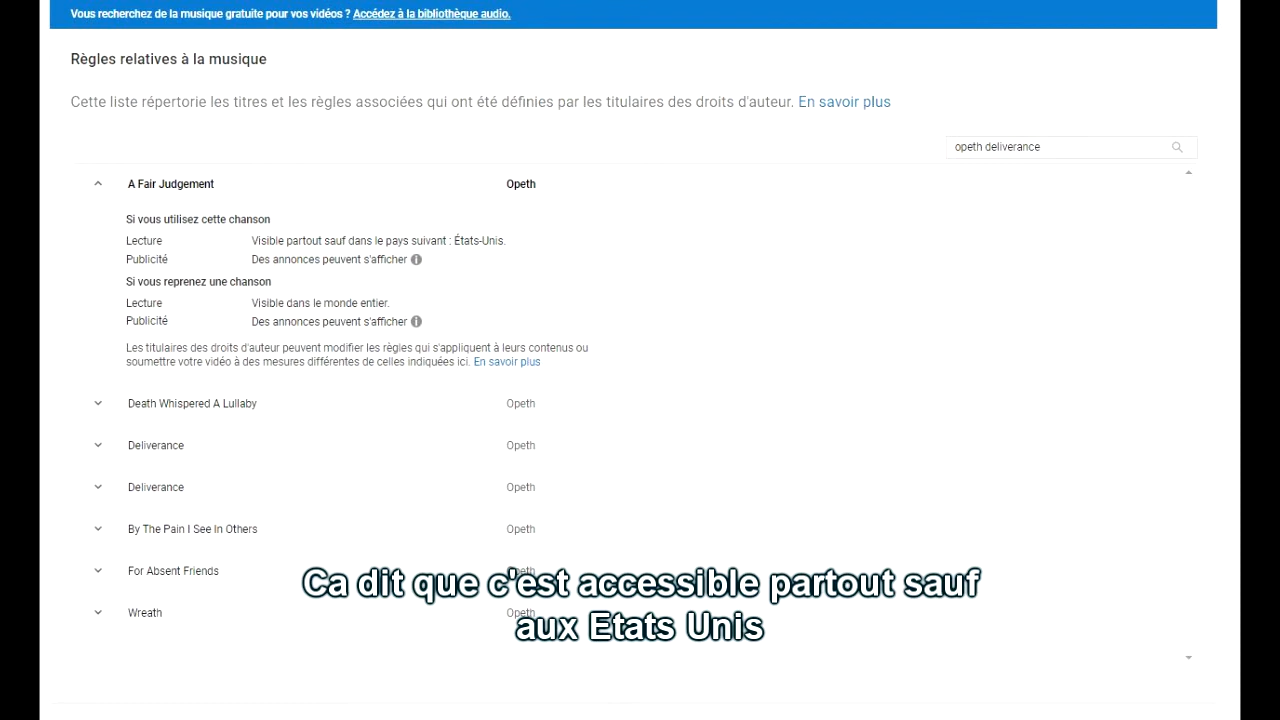 Vous recherchez de la musique gratuite pour vos vidéos ? Accédez à la bibliothèque audio.
Règles relatives à la musique
Cette liste répertorie les titres et les règles associées qui ont été définies par les titulaires des droits d'auteur. En savoir plus
opeth deliverance
A Fair Judgement Opeth
Si vous utilisez cette chanson
Lecture Visible partout sauf dans le pays suivant : États-Unis.
Publicité Des annonces peuvent s'afficher
Si vous reprenez une chanson
Lecture Visible dans le monde entier.
Publicité Des annonces peuvent s'afficher
Les titulaires des droits d'auteur peuvent modifier les règles qui s'appliquent à leurs contenus ou
soumettre votre vidéo à des mesures différentes de celles indiquées ici. En savoir plus
Death Whispered A Lullaby Opeth
Deliverance Opeth
Deliverance Opeth
By The Pain I See In Others Opeth
For Absent Friends Opeth
Wreath Opeth
Ca dit que c'est accessible partout sauf
aux Etats Unis